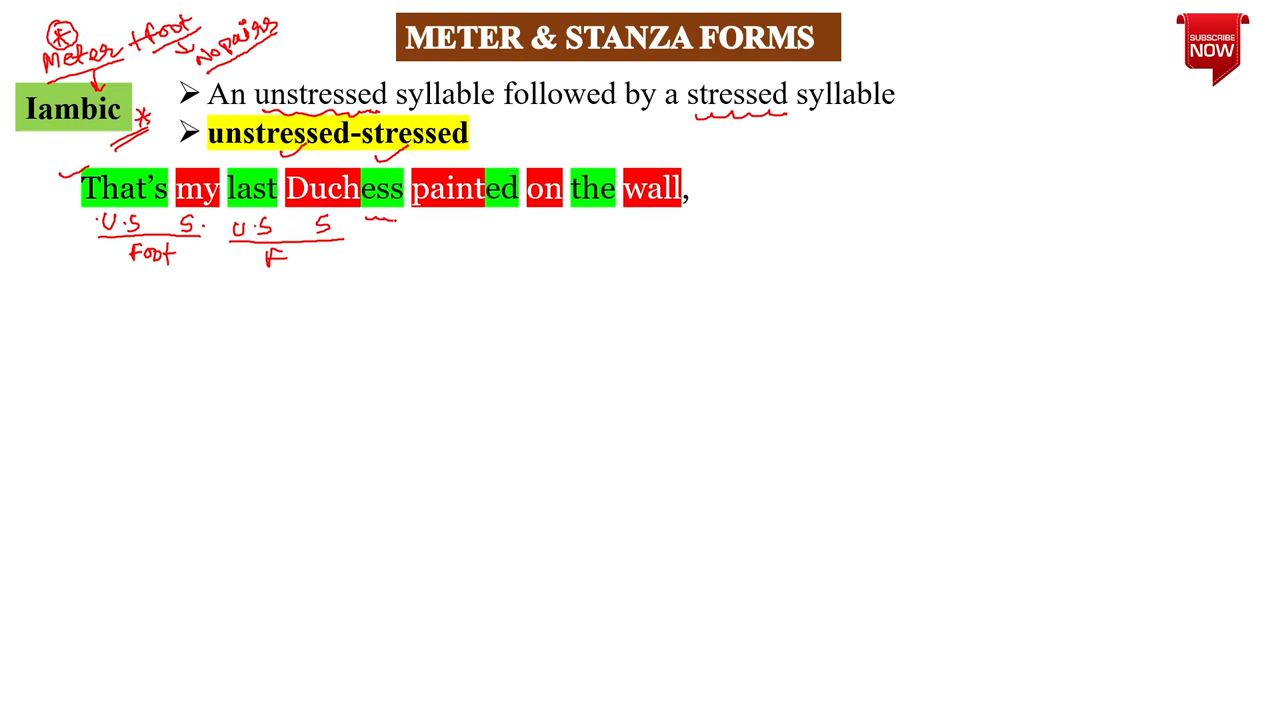 METER & STANZA FORMS
SUBSCRIBE
NOW
Meter + foot
No pairs
Iambic *
➢ An unstressed syllable followed by a stressed syllable
➢ unstressed-stressed
That’s my last Duchess painted on the wall,
U.S S. U.S S
Foot F